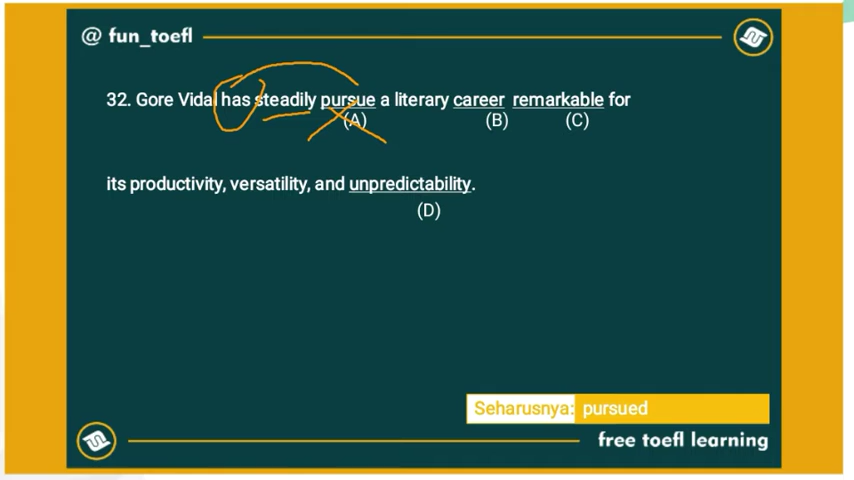 @ fun_toefl
32. Gore Vidal has steadily pursue a literary career remarkable for
(A) (B) (C)
its productivity, versatility, and unpredictability.
(D)
Seharusnya: pursued
free toefl learning